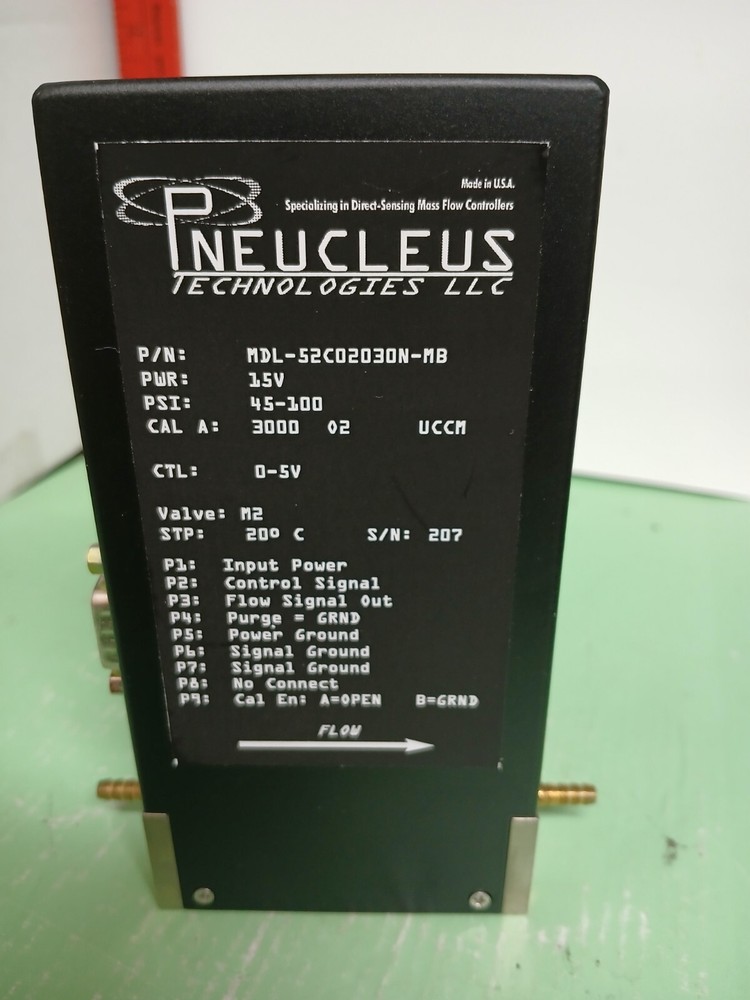 Made in U.S.A.
Specializing in Direct-Sensing Mass Flow Controllers
PNEUCLEUS
TECHNOLOGIES LLC
P/N: MDL-52C02030N-MB
PWR: 15V
PSI: 45-100
CAL A: 3000 02 UCCM
CTL: 0-5V
Valve: M2
STP: 20º C S/N: 207
P1: Input Power
P2: Control Signal
P3: Flow Signal Out
P4: Purge = GRND
P5: Power Ground
P6: Signal Ground
P7: Signal Ground
P8: No Connect
P9: Cal En: A=OPEN B=GRND
FLOW